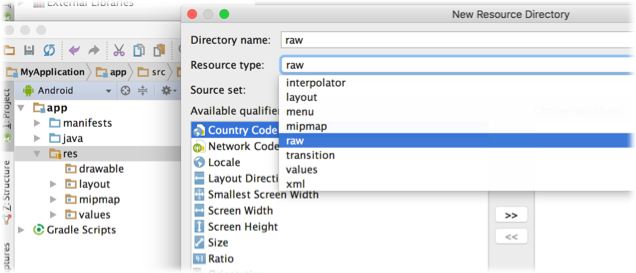 External Libraries
New Resource Directory
Directory name: raw
Resource type: raw
Source set:
Available qualifie
MyApplication app src
Android
1: Project
7: Structure
ptures
app
manifests
java
res
drawable
layout
mipmap
values
Gradle Scripts
interpolator
layout
menu
mipmap
raw
transition
values
xml
Country Code
Network Code
Locale
Layout Directi
Smallest Screen Width
Screen Width
Screen Height
Size
Ratio
>>
<<